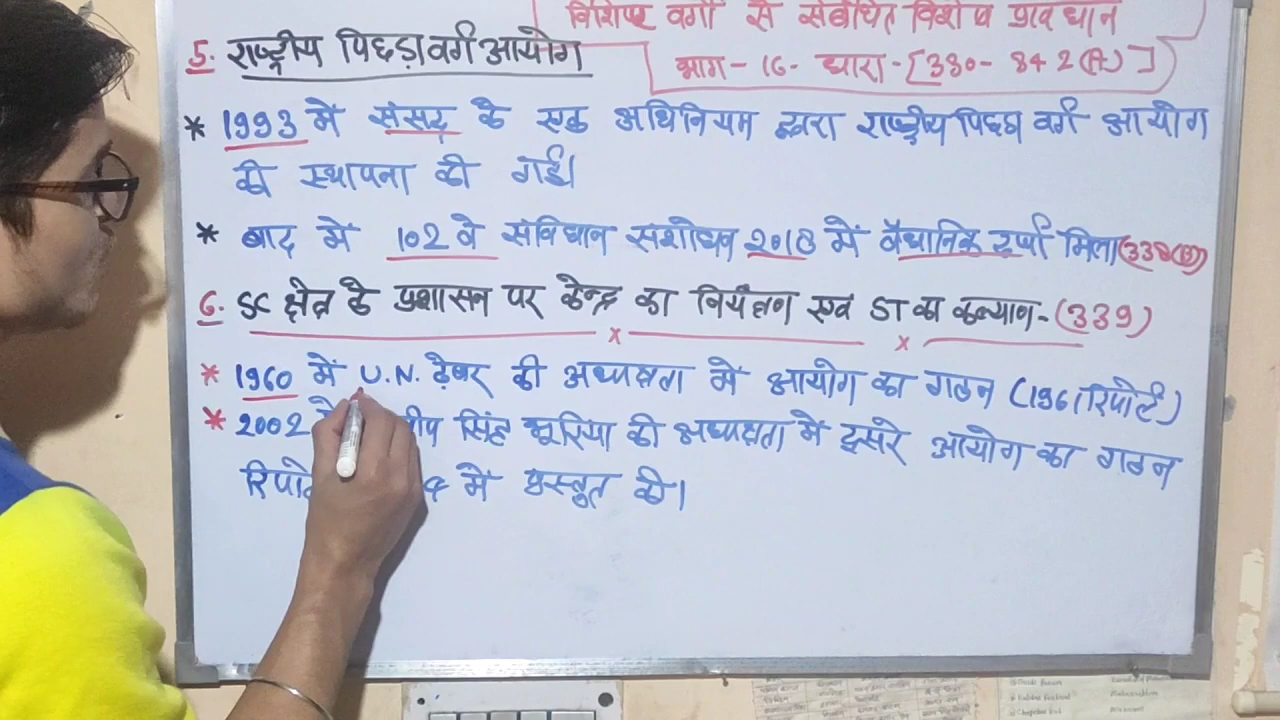 विशिष्ट वर्गो से संबंधित विशेष प्रावधान
भाग - 16 - धारा - [330 - 342(A)]
5. राष्ट्रीय पिछड़ा वर्ग आयोग
* 1993 में संसद के एक अधिनियम द्वारा राष्ट्रीय पिछडा वर्ग आयोग
की स्थापना की गई।
* बाद में 102 वे संविधान संशोधन 2018 में वैधानिक दर्जा मिला (338(B))
6. SC क्षेत्र के प्रशासन पर केन्द्र का नियंत्रण एवं ST का कल्याण - (339)
* 1960 में U.N. ढ़ेबर की अध्यक्षता में आयोग का गठन (1961 रिपोर्ट)
* 2002 सिंह भूरिया की अध्यक्षता में दूसरे आयोग का गठन
में प्रस्तुत की।